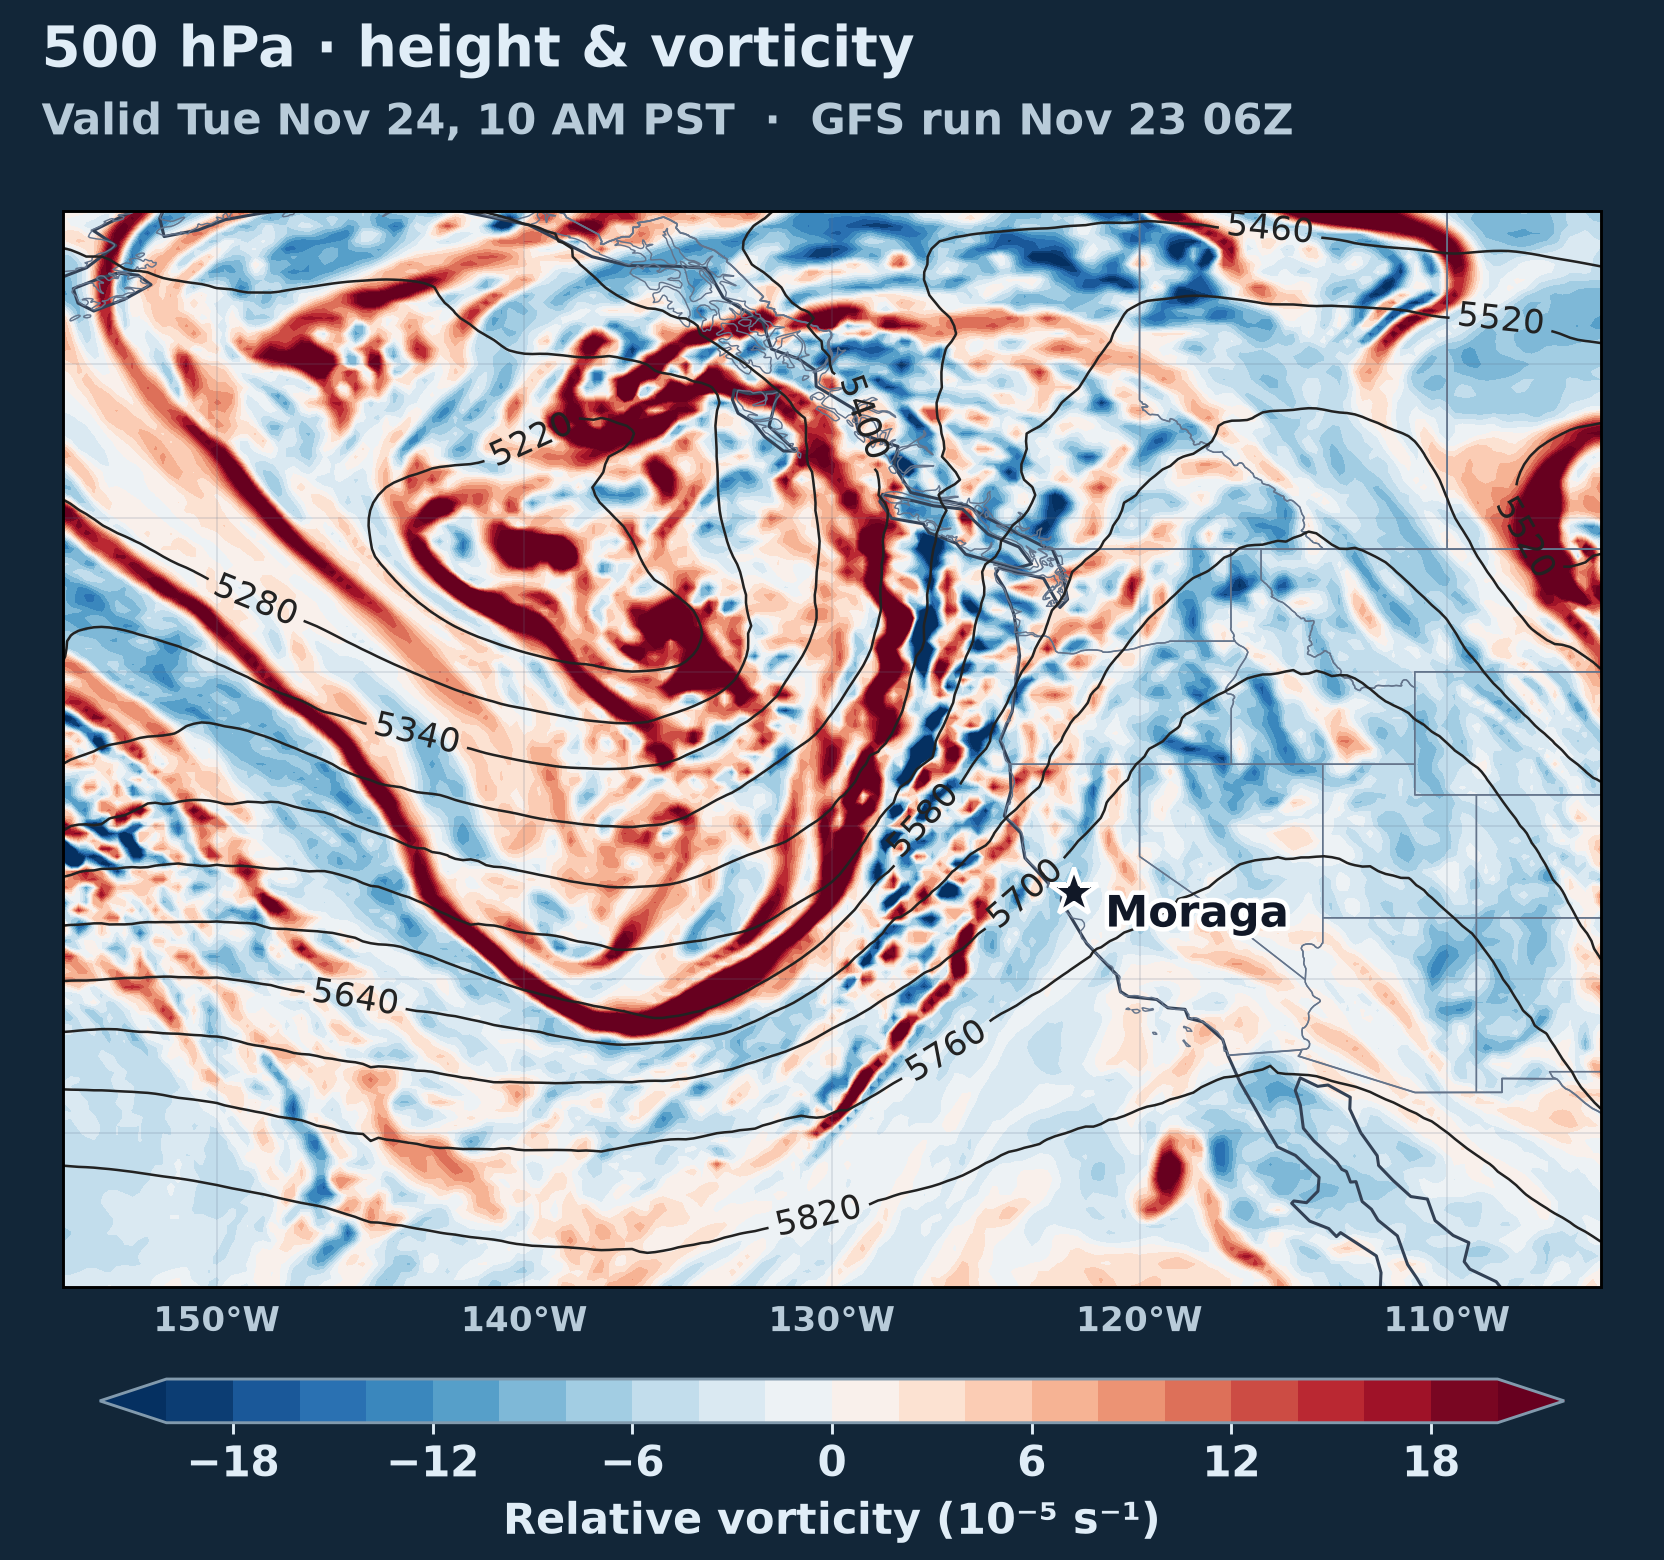 500 hPa · height & vorticity
Valid Tue Nov 24, 10 AM PST · GFS run Nov 23 06Z
5460
5520
5400
5220
5520
5280
5340
5580
5700
Moraga
5640
5760
5820
150°W 140°W 130°W 120°W 110°W
−18 −12 −6 0 6 12 18
Relative vorticity (10⁻⁵ s⁻¹)